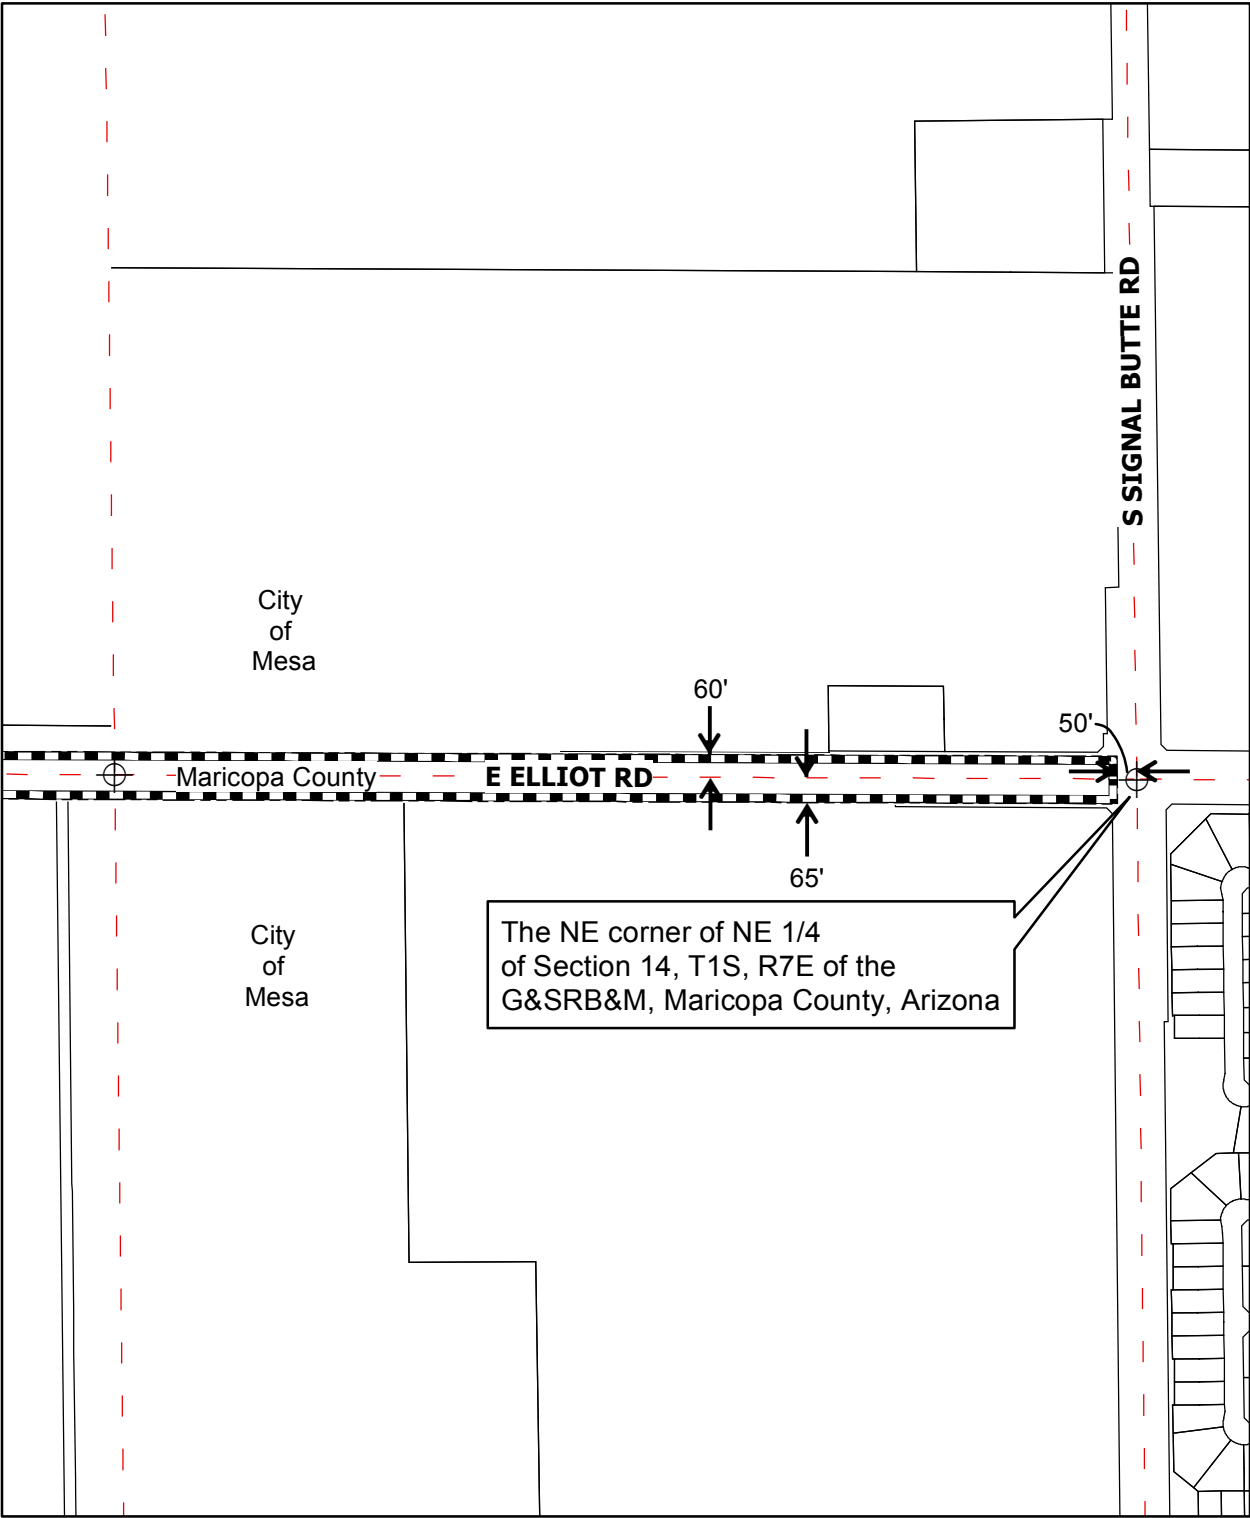 S SIGNAL BUTTE RD
City
of
Mesa
60'
50'
Maricopa County
E ELLIOT RD
65'
The NE corner of NE 1/4
of Section 14, T1S, R7E of the
G&SRB&M, Maricopa County, Arizona
City
of
Mesa